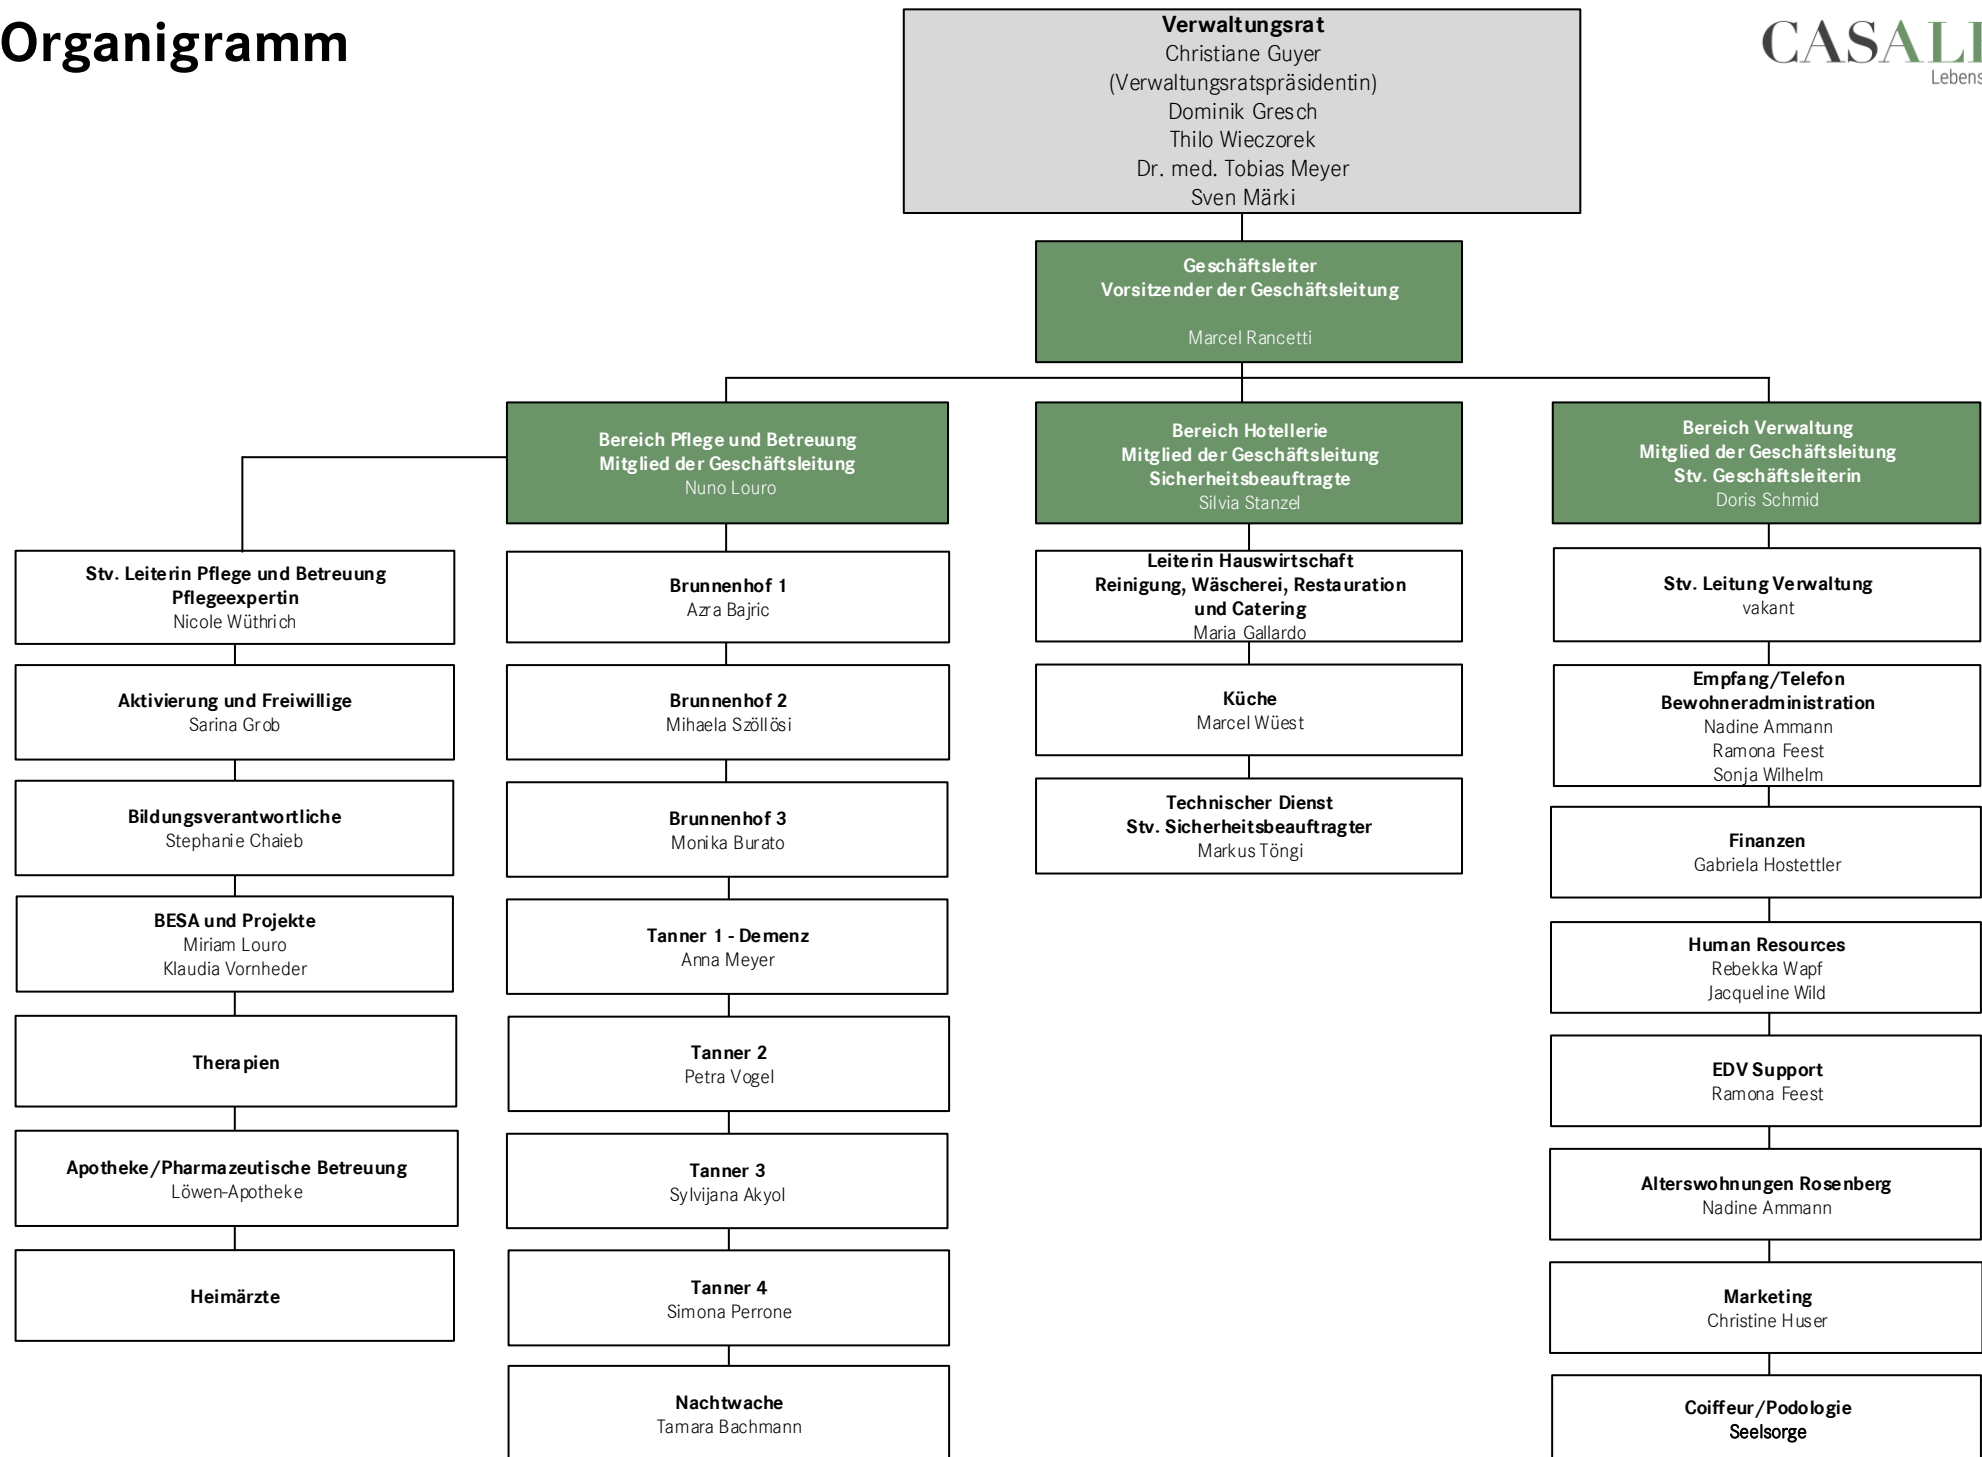 Organigramm
Verwaltungsrat
Christiane Guyer
(Verwaltungsratspräsidentin)
Dominik Gresch
Thilo Wieczorek
Dr. med. Tobias Meyer
Sven Märki
Geschäftsleiter
Vorsitzender der Geschäftsleitung
Marcel Rancetti
Bereich Pflege und Betreuung
Mitglied der Geschäftsleitung
Nuno Louro
Bereich Hotellerie
Mitglied der Geschäftsleitung
Sicherheitsbeauftragte
Silvia Stanzel
Bereich Verwaltung
Mitglied der Geschäftsleitung
Stv. Geschäftsleiterin
Doris Schmid
Stv. Leiterin Pflege und Betreuung
Pflegeexpertin
Nicole Wüthrich
Aktivierung und Freiwillige
Sarina Grob
Bildungsverantwortliche
Stephanie Chaieb
BESA und Projekte
Miriam Louro
Klaudia Vornheder
Therapien
Apotheke/Pharmazeutische Betreuung
Löwen-Apotheke
Heimärzte
Brunnenhof 1
Azra Bajric
Brunnenhof 2
Mihaela Szöllösi
Brunnenhof 3
Monika Burato
Tanner 1 - Demenz
Anna Meyer
Tanner 2
Petra Vogel
Tanner 3
Sylvijana Akyol
Tanner 4
Simona Perrone
Nachtwache
Tamara Bachmann
Leiterin Hauswirtschaft
Reinigung, Wäscherei, Restauration
und Catering
Maria Gallardo
Küche
Marcel Wüest
Technischer Dienst
Stv. Sicherheitsbeauftragter
Markus Töngi
Stv. Leitung Verwaltung
vakant
Empfang/Telefon
Bewohneradministration
Nadine Ammann
Ramona Feest
Sonja Wilhelm
Finanzen
Gabriela Hostettler
Human Resources
Rebekka Wapf
Jacqueline Wild
EDV Support
Ramona Feest
Alterswohnungen Rosenberg
Nadine Ammann
Marketing
Christine Huser
Coiffeur/Podologie
Seelsorge